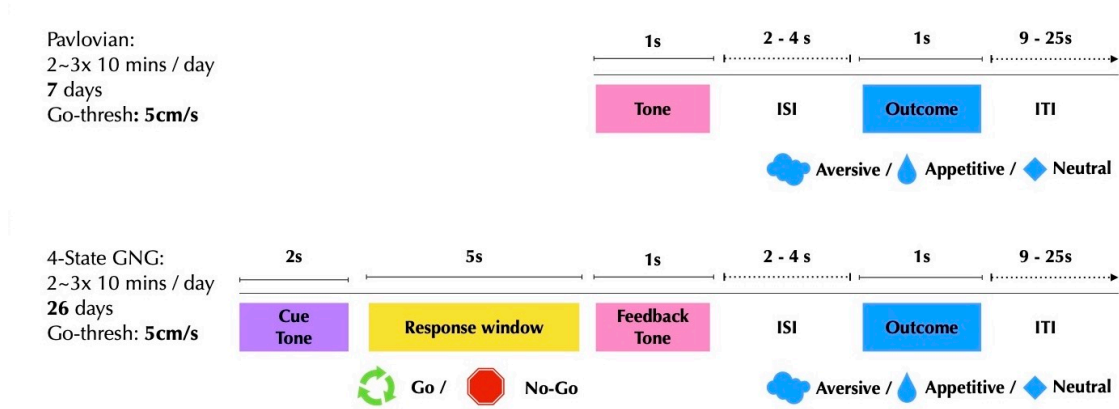 Pavlovian:
2~3x 10 mins / day
7 days
Go-thresh: 5cm/s
1s
2 - 4 s
1s
9 - 25s
Tone
ISI
Outcome
ITI
Aversive / Appetitive / Neutral
4-State GNG:
2~3x 10 mins / day
26 days
Go-thresh: 5cm/s
2s
5s
1s
2 - 4 s
1s
9 - 25s
Cue
Tone
Response window
Feedback
Tone
ISI
Outcome
ITI
Go / No-Go
Aversive / Appetitive / Neutral